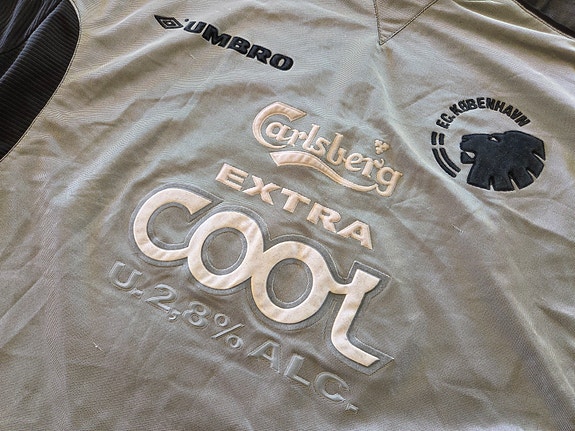 UMBRO
F.C. KØBENHAVN
Carlsberg
EXTRA
COOL
U. 2,8% ALC.